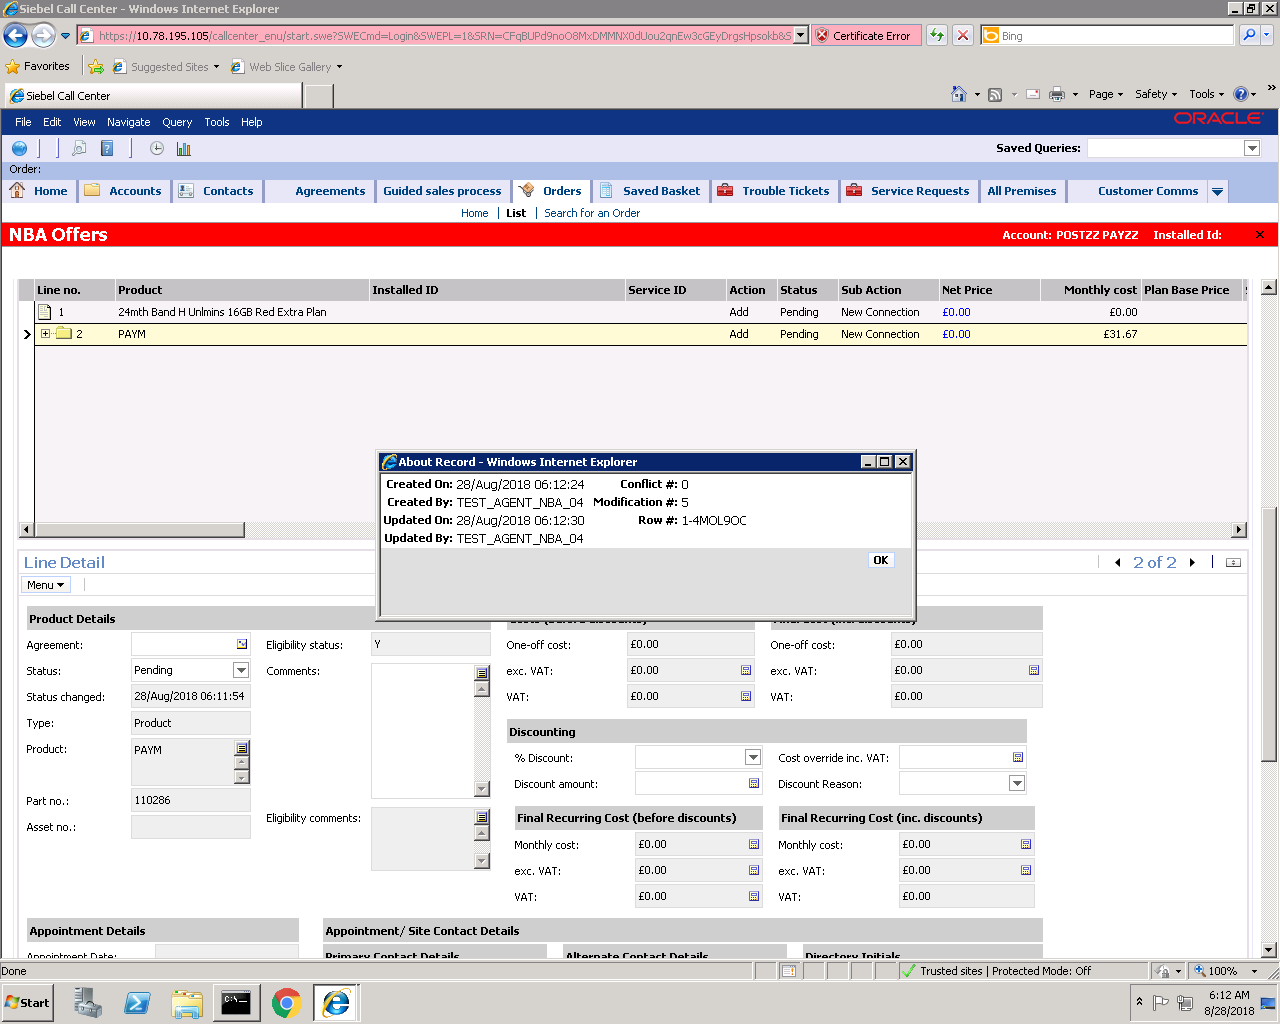 Siebel Call Center - Windows Internet Explorer
https://10.78.195.105/callcenter_enu/start.swe?SWECmd=Login&SWEPL=1&SRN=CFqBUPd9noO8MxDMMNX0dUou2qnEw3cGEyDrgsHpsokb&S
Certificate Error
Bing
Favorites
Suggested Sites
Web Slice Gallery
Siebel Call Center
Page
Safety
Tools
File Edit View Navigate Query Tools Help
ORACLE
Saved Queries:
Order:
Home Accounts Contacts Agreements Guided sales process Orders Saved Basket Trouble Tickets Service Requests All Premises Customer Comms
Home | List | Search for an Order
NBA Offers
Account: POSTZZ PAYZZ Installed Id:
Line no. Product Installed ID Service ID Action Status Sub Action Net Price Monthly cost Plan Base Price
1 24mth Band H Unlmins 16GB Red Extra Plan Add Pending New Connection £0.00 £0.00
2 PAYM Add Pending New Connection £0.00 £31.67
About Record - Windows Internet Explorer
Created On: 28/Aug/2018 06:12:24 Conflict #: 0
Created By: TEST_AGENT_NBA_04 Modification #: 5
Updated On: 28/Aug/2018 06:12:30 Row #: 1-4MOL9OC
Updated By: TEST_AGENT_NBA_04
OK
Line Detail
2 of 2
Menu
Product Details
Agreement:
Status: Pending
Status changed: 28/Aug/2018 06:11:54
Type: Product
Product: PAYM
Part no.: 110286
Asset no.:
Eligibility status: Y
Comments:
Eligibility comments:
One-off cost: £0.00
exc. VAT: £0.00
VAT: £0.00
One-off cost: £0.00
exc. VAT: £0.00
VAT: £0.00
Discounting
% Discount:
Cost override inc. VAT:
Discount amount:
Discount Reason:
Final Recurring Cost (before discounts)
Monthly cost: £0.00
exc. VAT: £0.00
VAT: £0.00
Final Recurring Cost (inc. discounts)
Monthly cost: £0.00
exc. VAT: £0.00
VAT: £0.00
Appointment Details
Appointment Date:
Appointment/ Site Contact Details
Primary Contact Details
Alternate Contact Details
Directory Initials
Done
Trusted sites | Protected Mode: Off
100%
Start
6:12 AM
8/28/2018